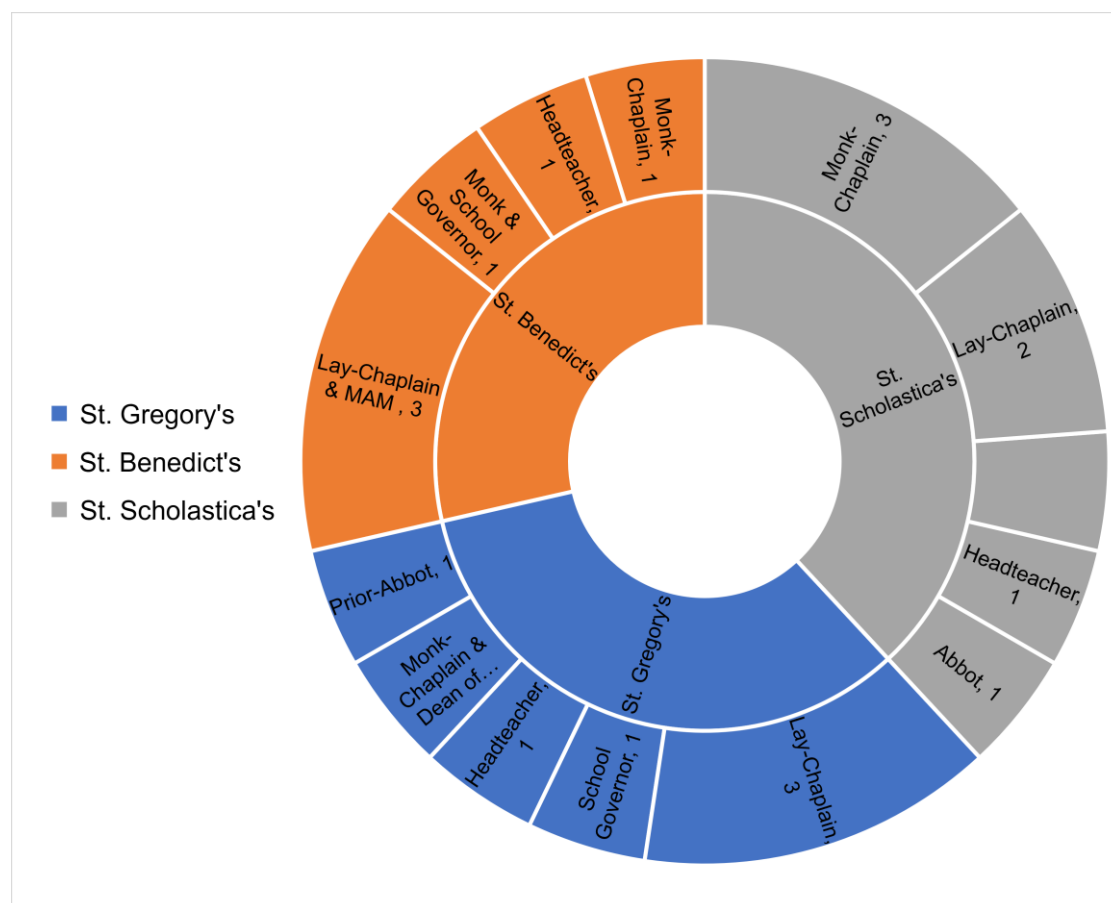 St. Gregory's
St. Benedict's
St. Scholastica's
Monk-
Chaplain, 3
Lay-Chaplain,
2
Headteacher,
1
Abbot, 1
St.
Scholastica's
Lay-Chaplain,
3
School
Governor, 1
Headteacher,
1
Monk-
Chaplain &
Dean of…
Prior-Abbot, 1
St. Gregory's
Lay-Chaplain
& MAM , 3
Monk &
School
Governor, 1
Headteacher,
1
Monk-
Chaplain, 1
St. Benedict's